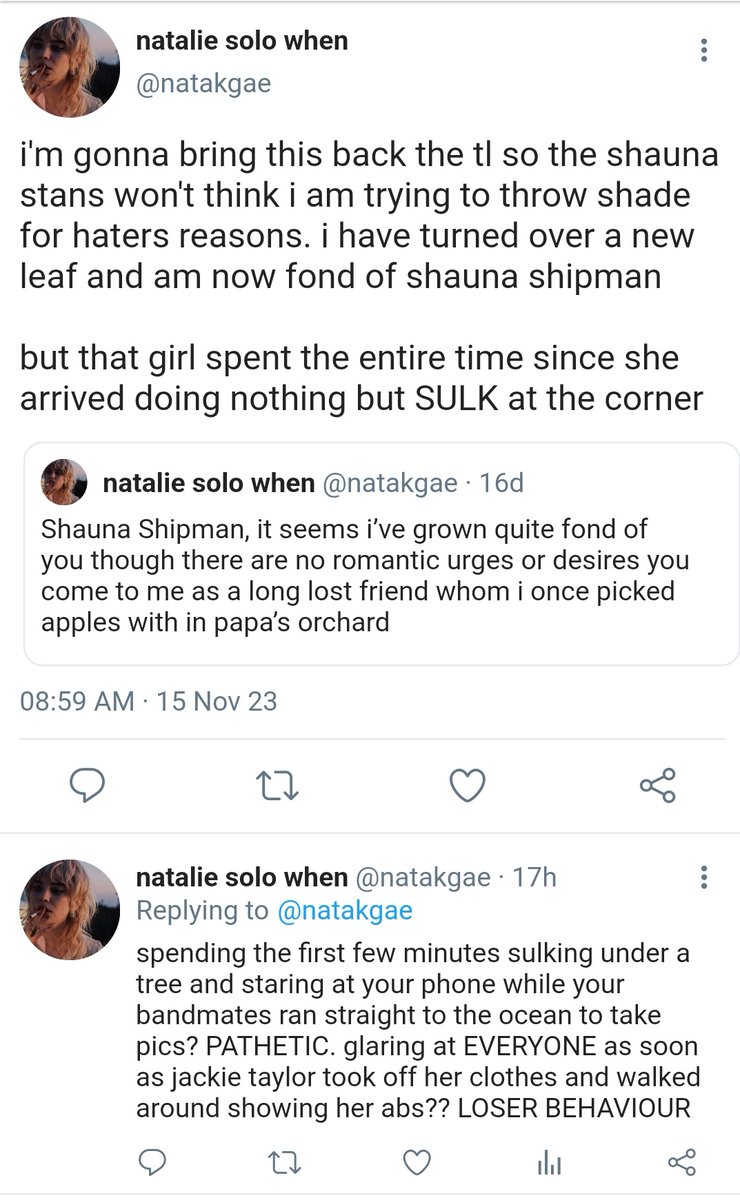 natalie solo when
@natakgae
i'm gonna bring this back the tl so the shauna
stans won't think i am trying to throw shade
for haters reasons. i have turned over a new
leaf and am now fond of shauna shipman
but that girl spent the entire time since she
arrived doing nothing but SULK at the corner
natalie solo when @natakgae · 16d
Shauna Shipman, it seems i’ve grown quite fond of
you though there are no romantic urges or desires you
come to me as a long lost friend whom i once picked
apples with in papa’s orchard
08:59 AM · 15 Nov 23
natalie solo when @natakgae · 17h
Replying to @natakgae
spending the first few minutes sulking under a
tree and staring at your phone while your
bandmates ran straight to the ocean to take
pics? PATHETIC. glaring at EVERYONE as soon
as jackie taylor took off her clothes and walked
around showing her abs?? LOSER BEHAVIOUR